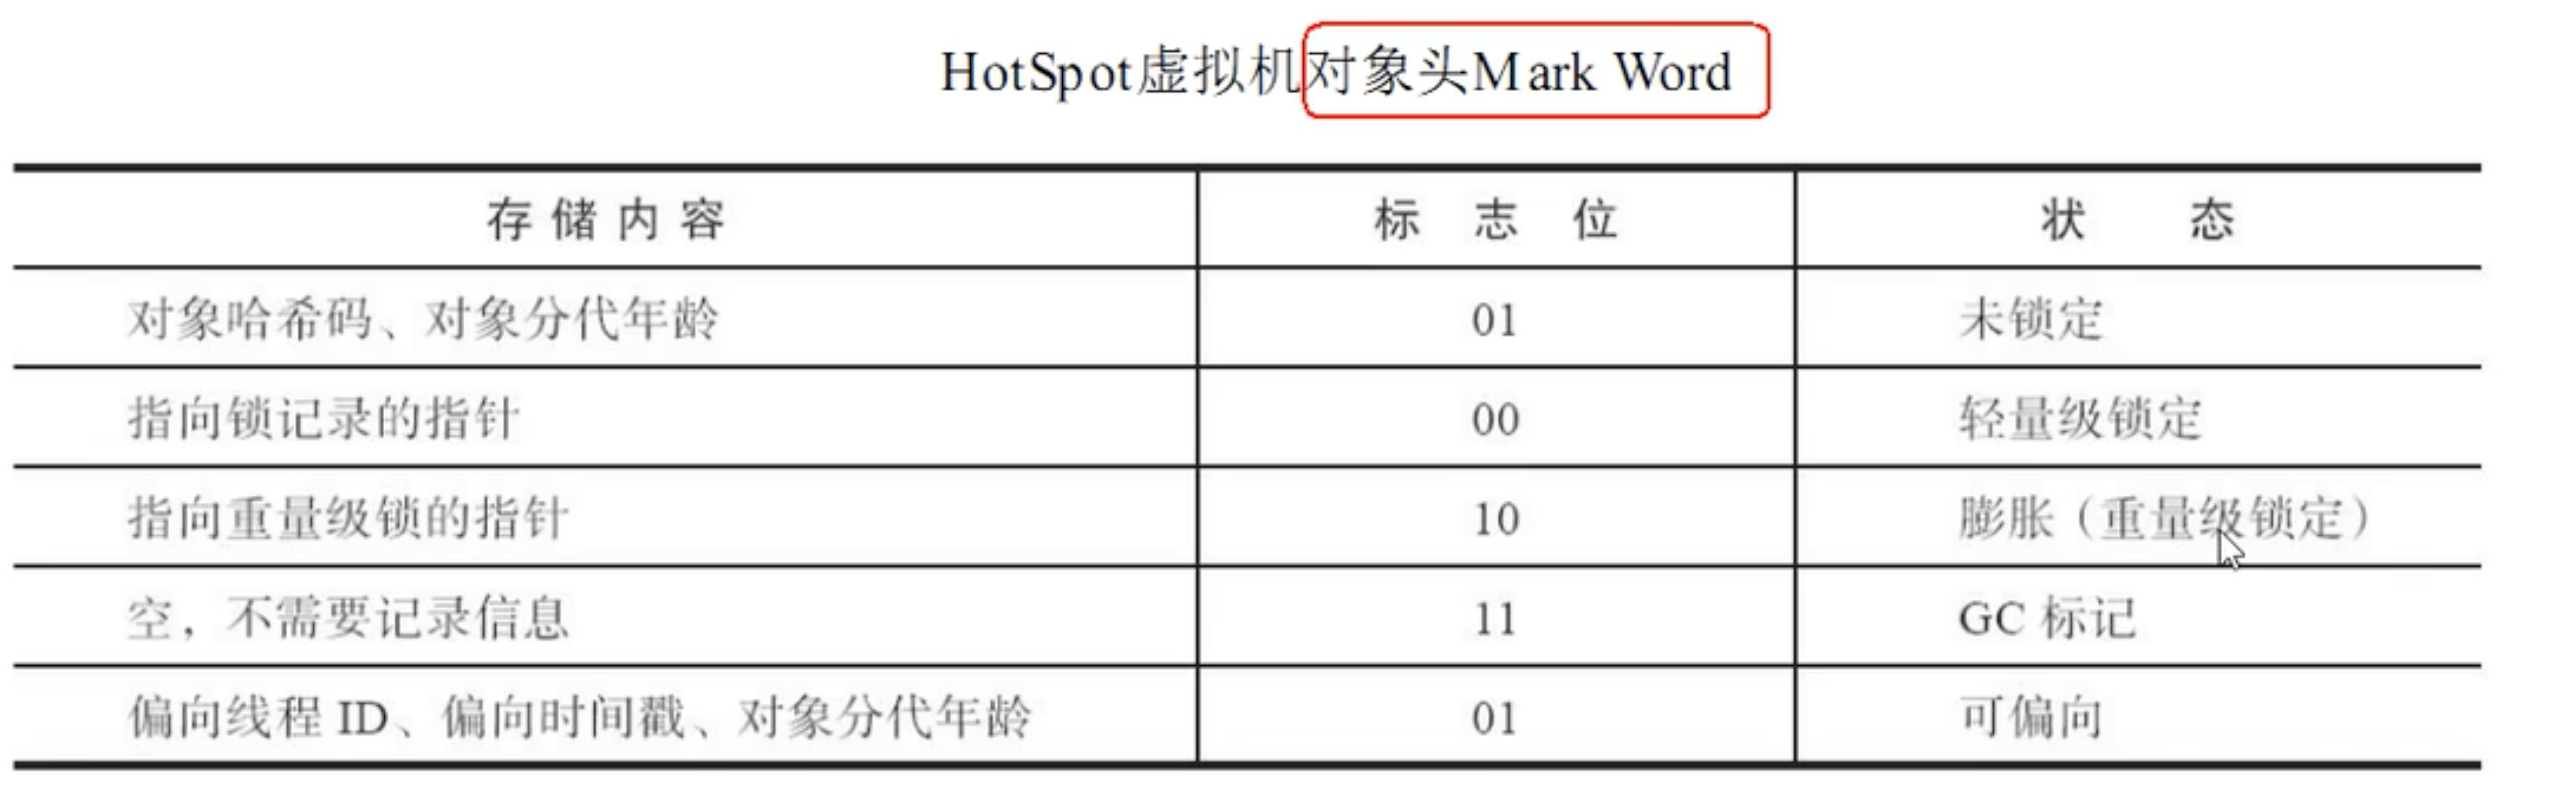 HotSpot虚拟机对象头Mark Word
存储内容 标志位 状态
对象哈希码、对象分代年龄 01 未锁定
指向锁记录的指针 00 轻量级锁定
指向重量级锁的指针 10 膨胀（重量级锁定）
空，不需要记录信息 11 GC 标记
偏向线程 ID、偏向时间戳、对象分代年龄 01 可偏向